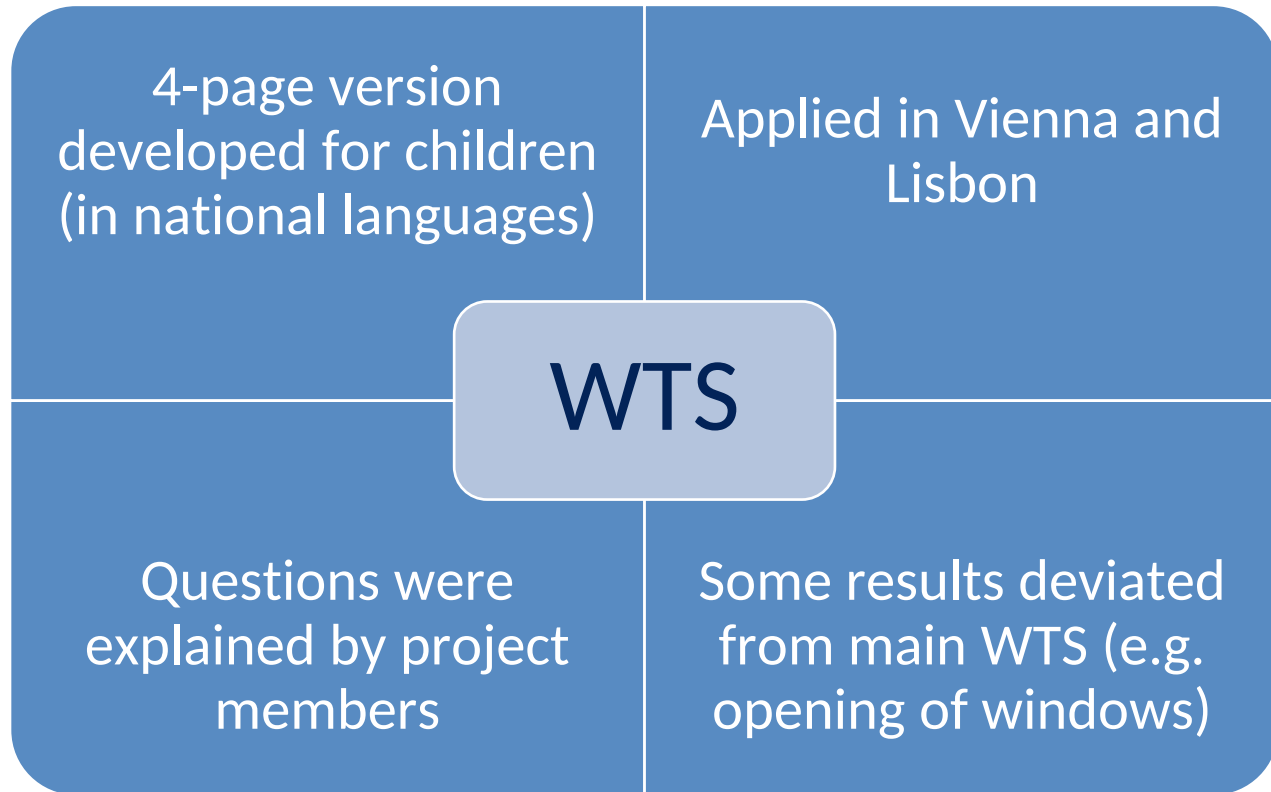 4-page version
developed for children
(in national languages)
Applied in Vienna and
Lisbon
WTS
Questions were
explained by project
members
Some results deviated
from main WTS (e.g.
opening of windows)